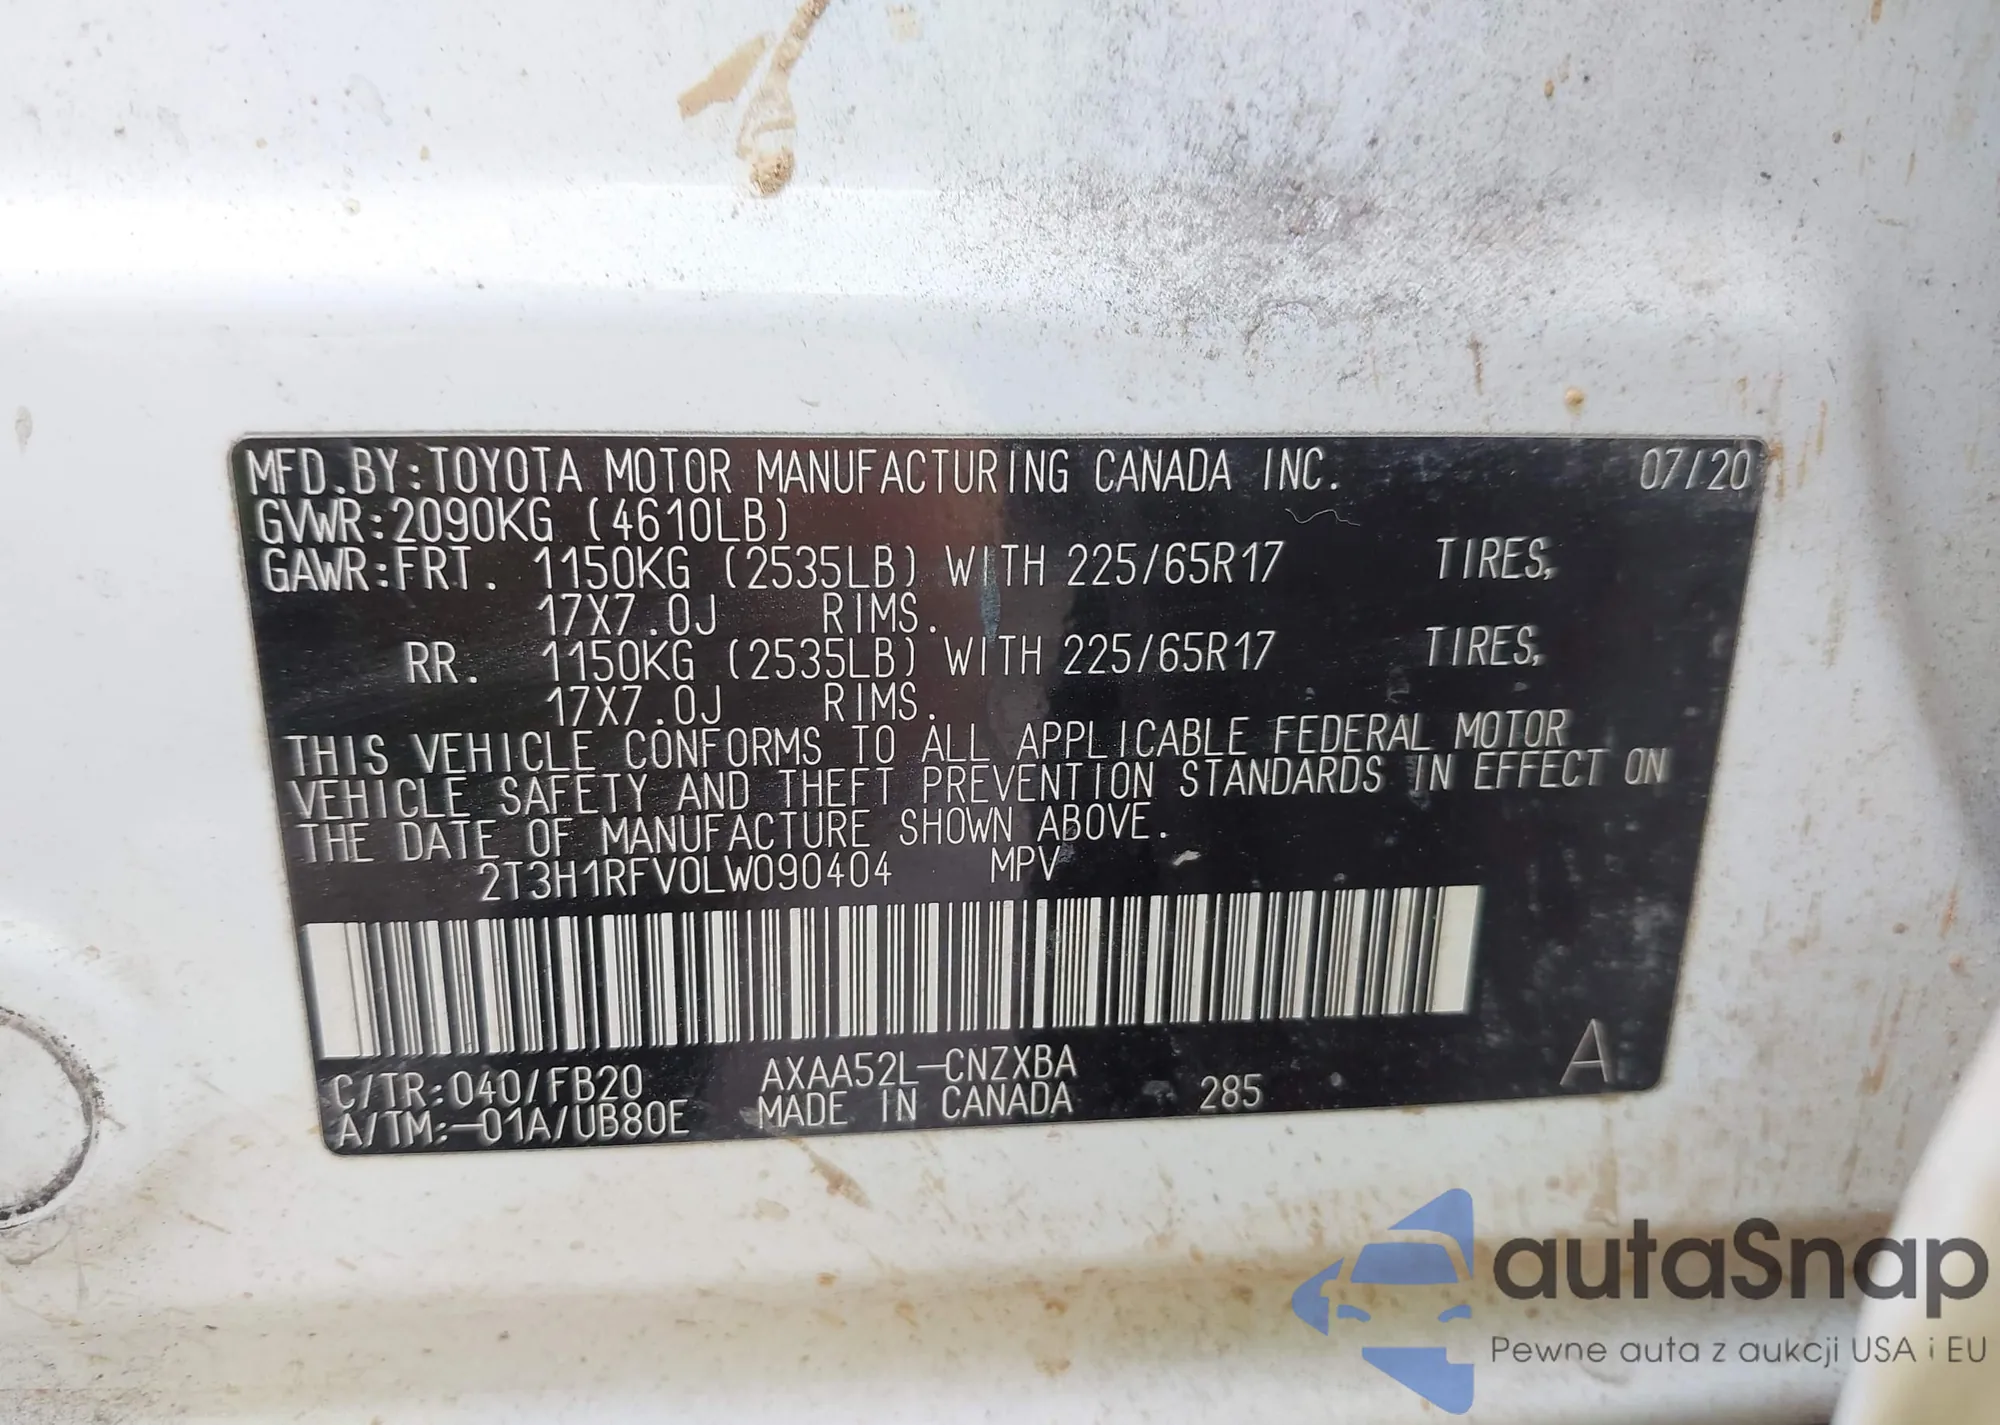 MFD.BY:TOYOTA MOTOR MANUFACTURING CANADA INC. 07/20
GVWR:2090KG (4610LB)
GAWR:FRT. 1150KG (2535LB) WITH 225/65R17 TIRES,
17X7.0J RIMS.
RR. 1150KG (2535LB) WITH 225/65R17 TIRES,
17X7.0J RIMS.
THIS VEHICLE CONFORMS TO ALL APPLICABLE FEDERAL MOTOR
VEHICLE SAFETY AND THEFT PREVENTION STANDARDS IN EFFECT ON
THE DATE OF MANUFACTURE SHOWN ABOVE.
2T3H1RFV0LW090404 MPV
C/TR:040/FB20 AXAA52L-CNZXBA
A/TM:-01A/UB80E MADE IN CANADA 285 A
autaSnap
Pewne auta z aukcji USA i EU